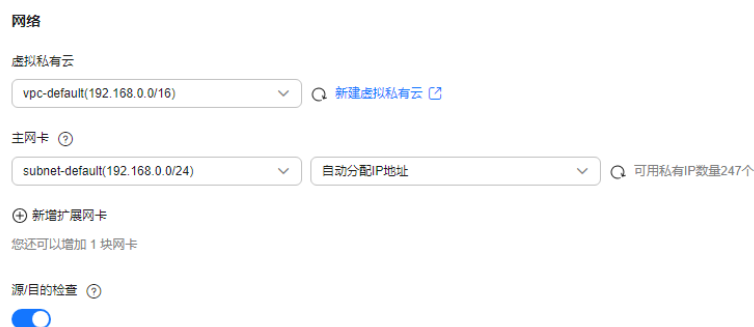 网络
虚拟私有云
vpc-default(192.168.0.0/16) 新建虚拟私有云
主网卡
subnet-default(192.168.0.0/24) 自动分配IP地址 可用私有IP数量247个
新增扩展网卡
您还可以增加 1 块网卡
源/目的检查